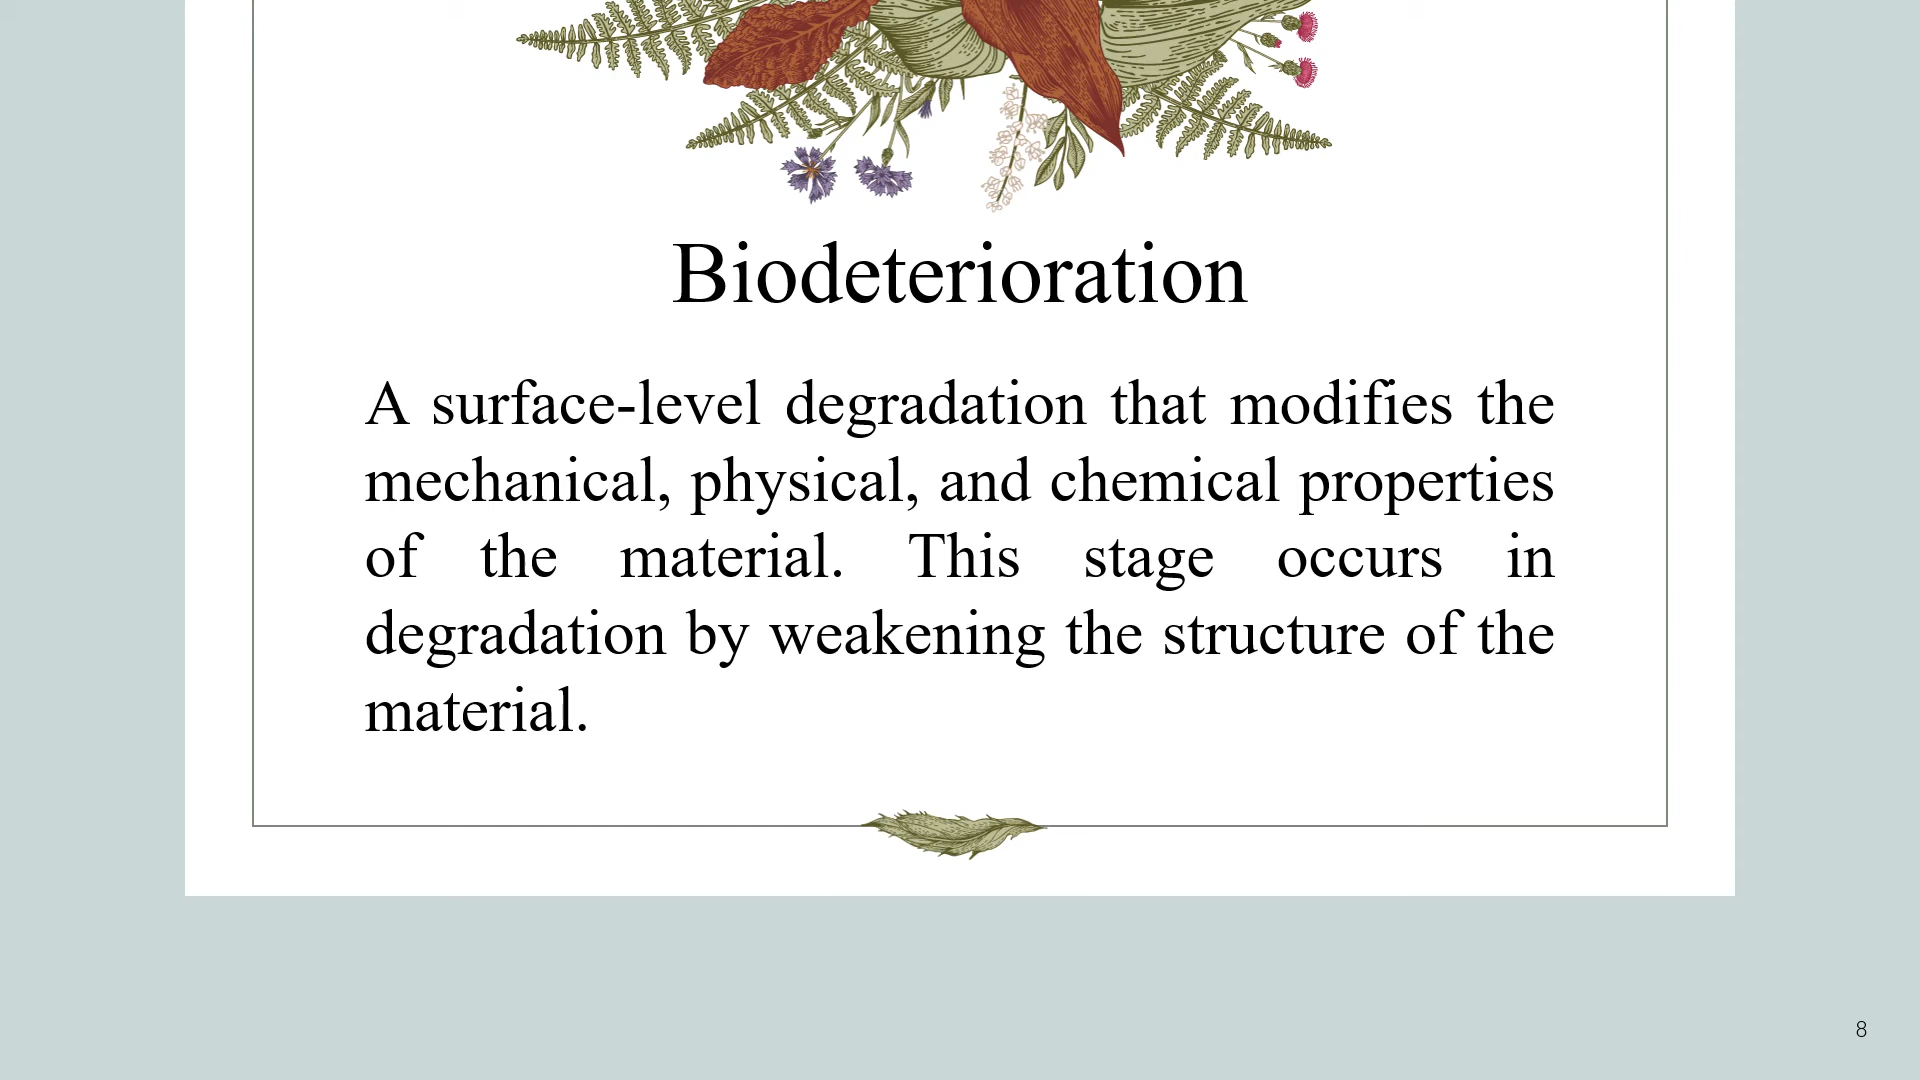 Biodeterioration
A surface-level degradation that modifies the
mechanical, physical, and chemical properties
of the material. This stage occurs in
degradation by weakening the structure of the
material.
8